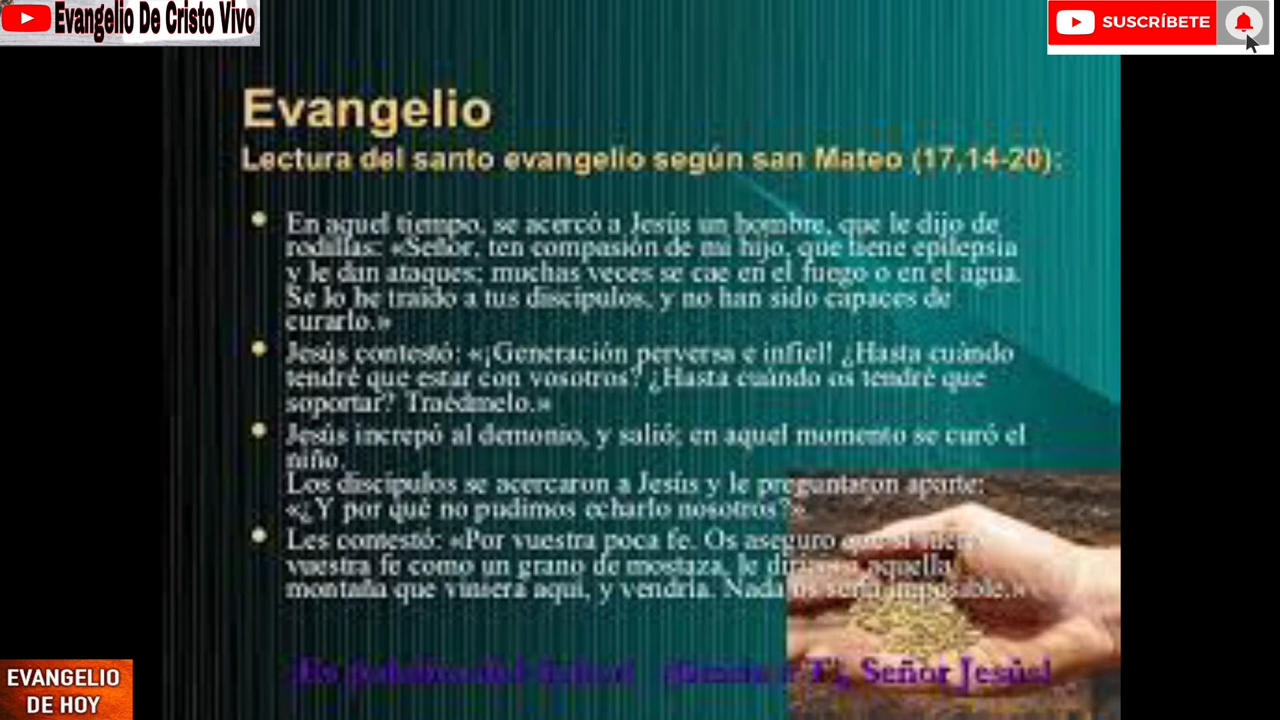 Evangelio De Cristo Vivo
SUSCRÍBETE
Evangelio
Lectura del santo evangelio según san Mateo (17,14-20):
En aquel tiempo, se acercó a Jesús un hombre, que le dijo de
rodillas: «Señor, ten compasión de mi hijo, que tiene epilepsia
y le dan ataques; muchas veces se cae en el fuego o en el agua.
Se lo he traído a tus discípulos, y no han sido capaces de
curarlo.»
Jesús contestó: «¡Generación perversa e infiel! ¿Hasta cuándo
tendré que estar con vosotros? ¿Hasta cuándo os tendré que
soportar? Traédmelo.»
Jesús increpó al demonio, y salió; en aquel momento se curó el
niño.
Los discípulos se acercaron a Jesús y le preguntaron aparte:
«¿Y por qué no pudimos echarlo nosotros?»
Les contestó: «Por vuestra poca fe. Os aseguro que si fuera
vuestra fe como un grano de mostaza, le diríais a aquella
montaña que viniera aquí, y vendría. Nada os sería imposable.»
Señor Jesús!
EVANGELIO
DE HOY